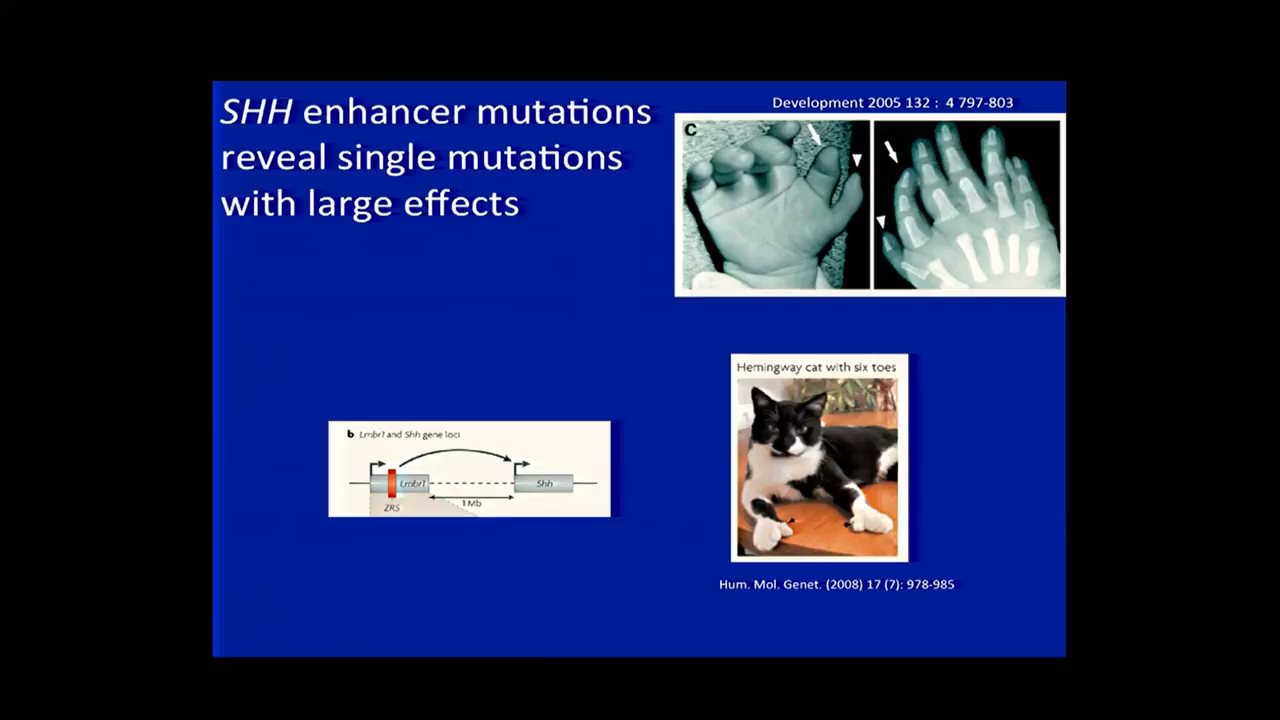 SHH enhancer mutations
reveal single mutations
with large effects
Development 2005 132 : 4 797-803
C
Hemingway cat with six toes
b Lmbr1 and Shh gene loci
Lmbr1
Shh
1 Mb
ZRS
Hum. Mol. Genet. (2008) 17 (7): 978-985